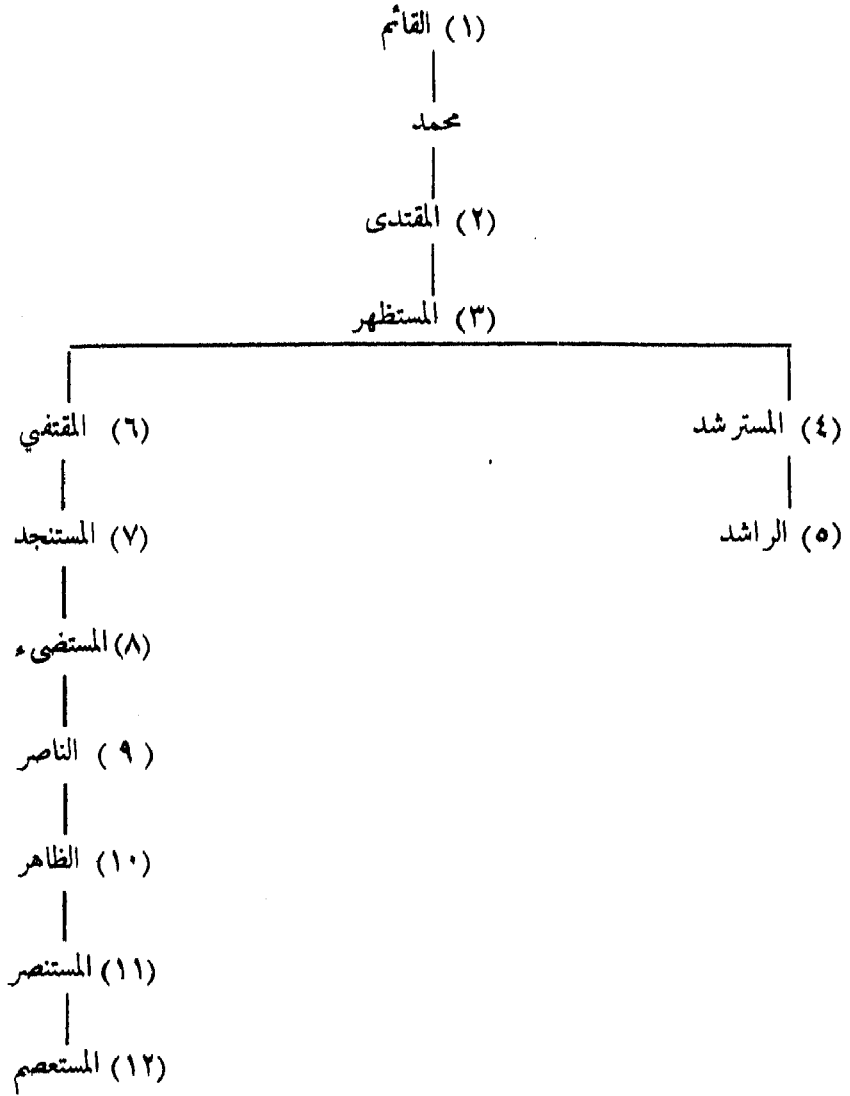 (١) القائم
محمد
(٢) المقتدى
(٣) المستظهر
(٤) المسترشد
(٦) المقتفي
(٥) الراشد
(٧) المستنجد
(٨) المستضىء
(٩) الناصر
(١٠) الظاهر
(١١) المستنصر
(١٢) المستعصم